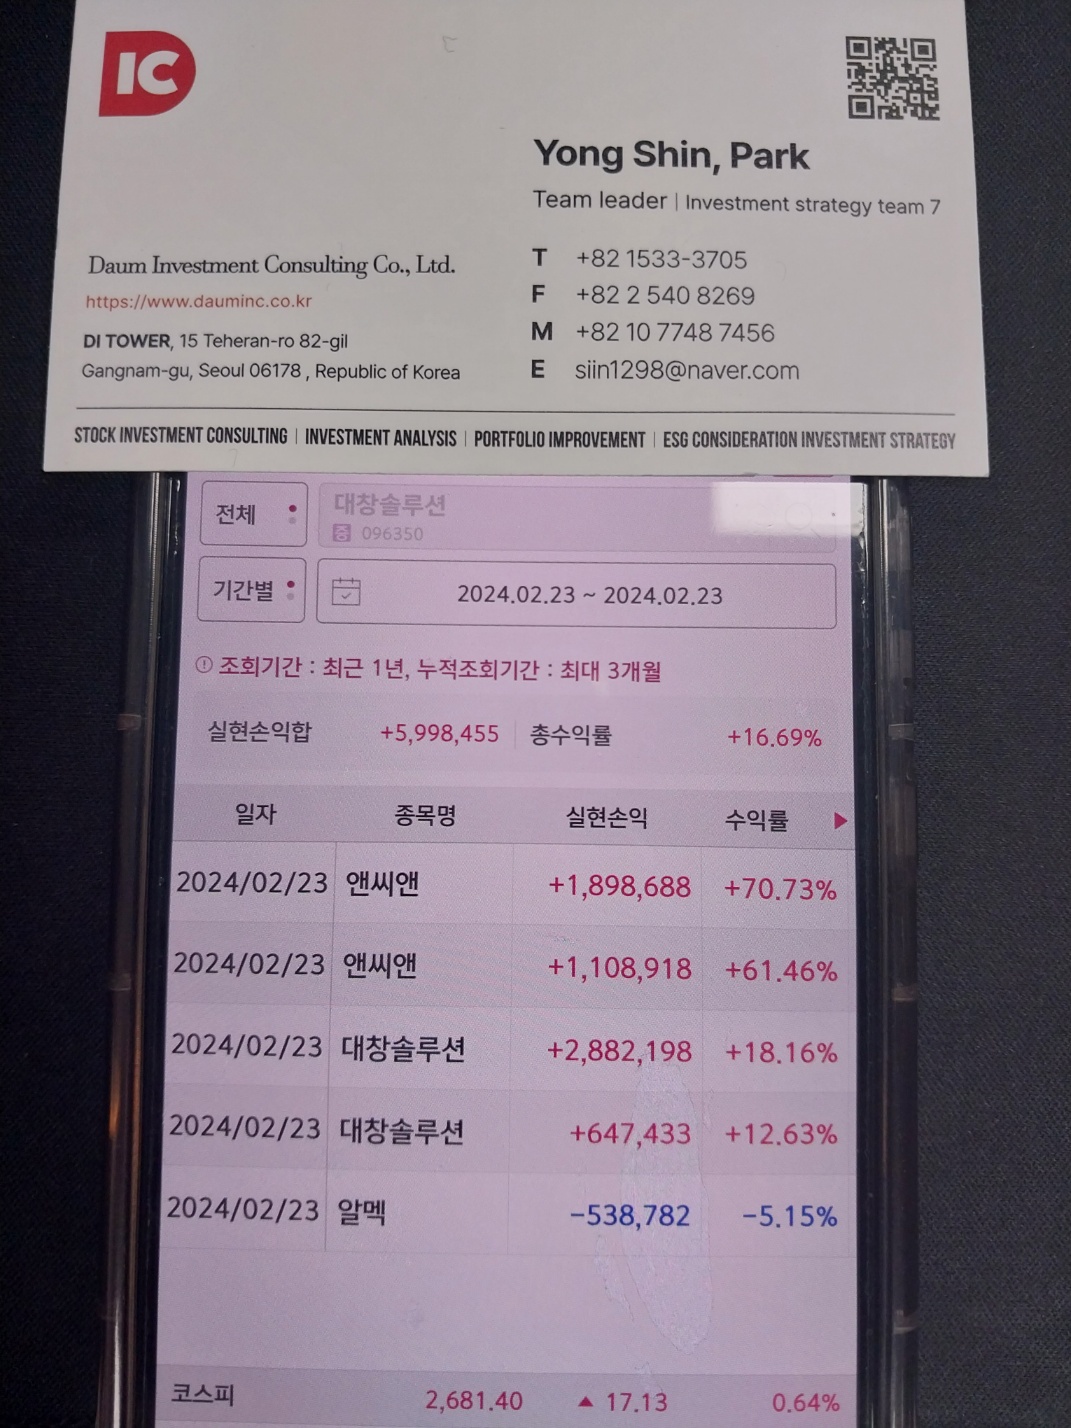 IC
Yong Shin, Park
Team leader | Investment strategy team 7
Daum Investment Consulting Co., Ltd.
https://www.dauminc.co.kr
DI TOWER, 15 Teheran-ro 82-gil
Gangnam-gu, Seoul 06178 , Republic of Korea
T +82 1533-3705
F +82 2 540 8269
M +82 10 7748 7456
E siin1298@naver.com
STOCK INVESTMENT CONSULTING | INVESTMENT ANALYSIS | PORTFOLIO IMPROVEMENT | ESG CONSIDERATION INVESTMENT STRATEGY
전체 대창솔루션
증 096350
기간별 2024.02.23 ~ 2024.02.23
조회기간 : 최근 1년, 누적조회기간 : 최대 3개월
실현손익합 +5,998,455 총수익률 +16.69%
일자 종목명 실현손익 수익률 ▶
2024/02/23 앤씨앤 +1,898,688 +70.73%
2024/02/23 앤씨앤 +1,108,918 +61.46%
2024/02/23 대창솔루션 +2,882,198 +18.16%
2024/02/23 대창솔루션 +647,433 +12.63%
2024/02/23 알멕 -538,782 -5.15%
코스피 2,681.40 ▲ 17.13 0.64%